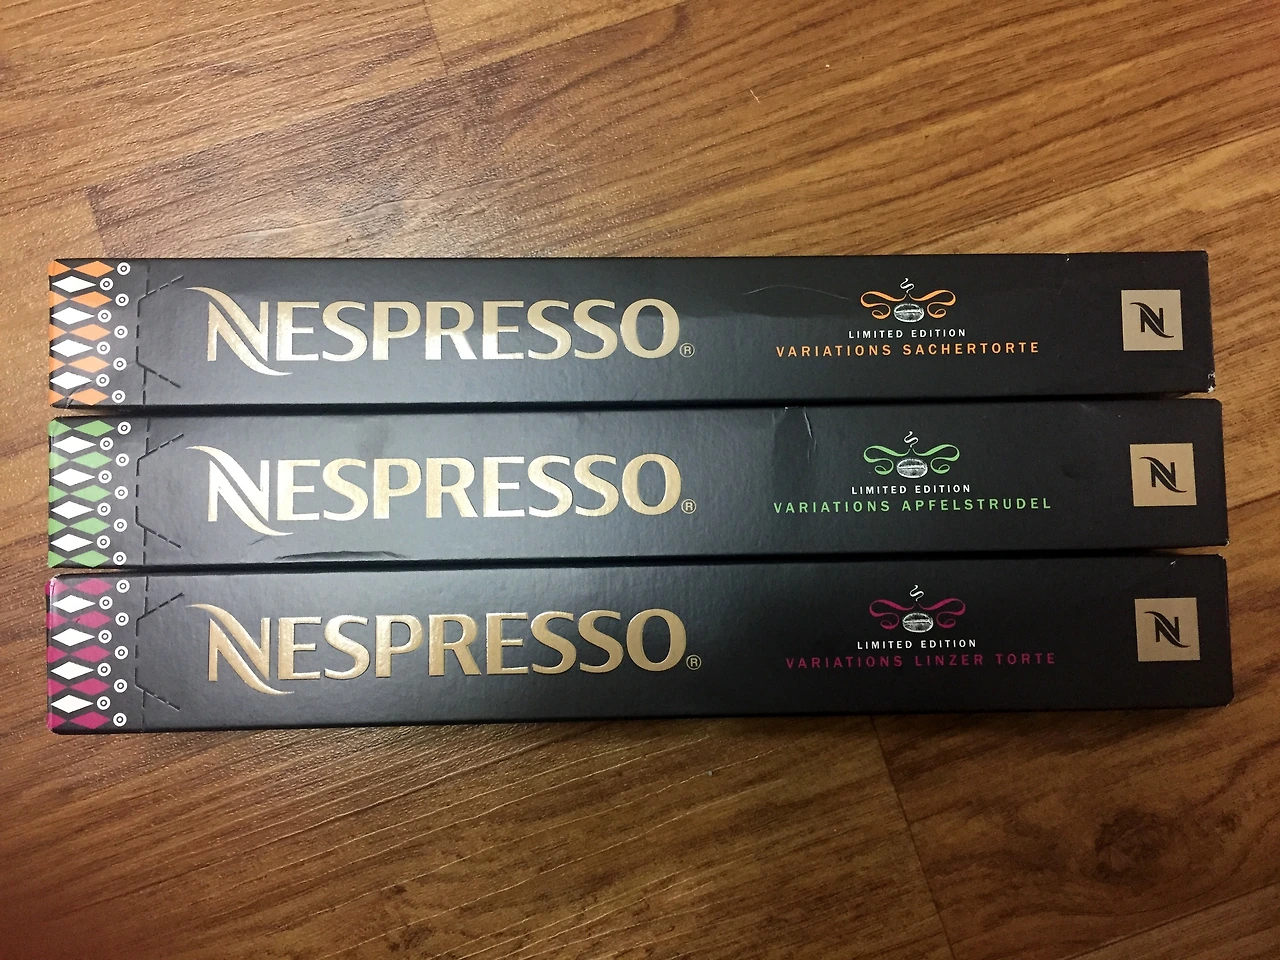 NESPRESSO®
LIMITED EDITION
VARIATIONS SACHERTORTE
N
NESPRESSO®
LIMITED EDITION
VARIATIONS APFELSTRUDEL
N
NESPRESSO®
LIMITED EDITION
VARIATIONS LINZER TORTE
N